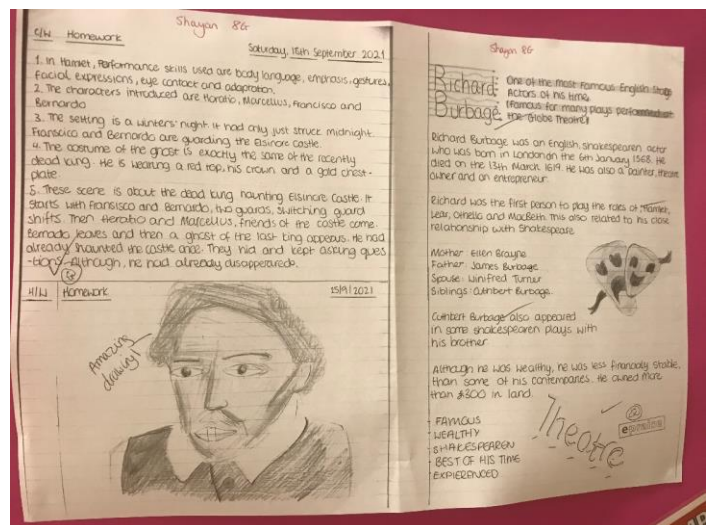 Shayan 8G
C/W Homework
Saturday, 18th September 2021
1. In Hamlet, Performance skills used are body language, emphasis, gestures,
facial expressions, eye contact and adaptation.
2. The characters introduced are Horatio, Marcellus, Francisco and
Bernardo
3. The setting is a winters' night. It had only just struck midnight.
Franscico and Bernardo are guarding the Elsinore castle.
4. The costume of the ghost is exactly the same of the recently
dead king. He is wearing a red top, his crown and a gold chest-
plate.
5. These scene is about the dead king haunting Elsincre Castle. It
starts with Fransisco and Bernardo, two guards, switching guard
shifts. Then Heratio and Marcellus, friends of the castle come.
Bernado leaves and then a ghost of the last king appears. He had
already haunted the castle once. They hid and kept asking ques
-tions. Although, he had already disappeareds.
H/W Homework
15/9/2021
Amazing
drawing!
Shayan 8G
Richard
Burbage
One of the most Famous English Stage
Actors of his time.
(Famous for many plays performed at
the Globe Theatre)
Richard Burbage was an English, shakespearen actor
who was born in London on the 6th January 1568. He
died on the 13th March 1619. He was also a painter, theatre
owner and an entrepreneur.
Richard was the first person to play the roles of Hamlet,
Lear, Othello and MacBeth. This also related to his close
relationship with Shakespease
Mother: Ellen Brayne
Father: James Burbage
Spouse: Winifred Turner
Siblings: Cuthbert Burbage
Cuthbert Burbage also appeared
in some shakespearen plays with
his brother
Although he was wealthy, he was less financially stable,
than some of his contemparies. He owned more
than £300 in land.
- FAMOUS
- WEALTHY
- SHAKESPEAREN
- BEST OF HIS TIME
- EXPIERENCED
Theatre
epraise